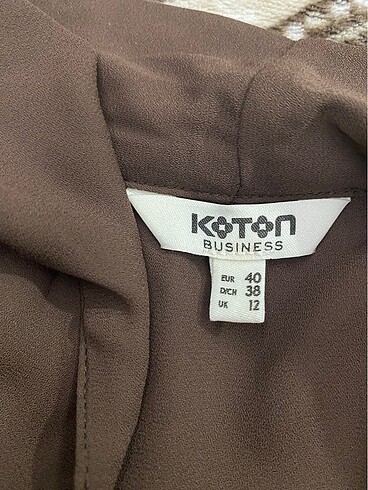 KOTON
BUSINESS
EUR 40
D/CH 38
UK 12